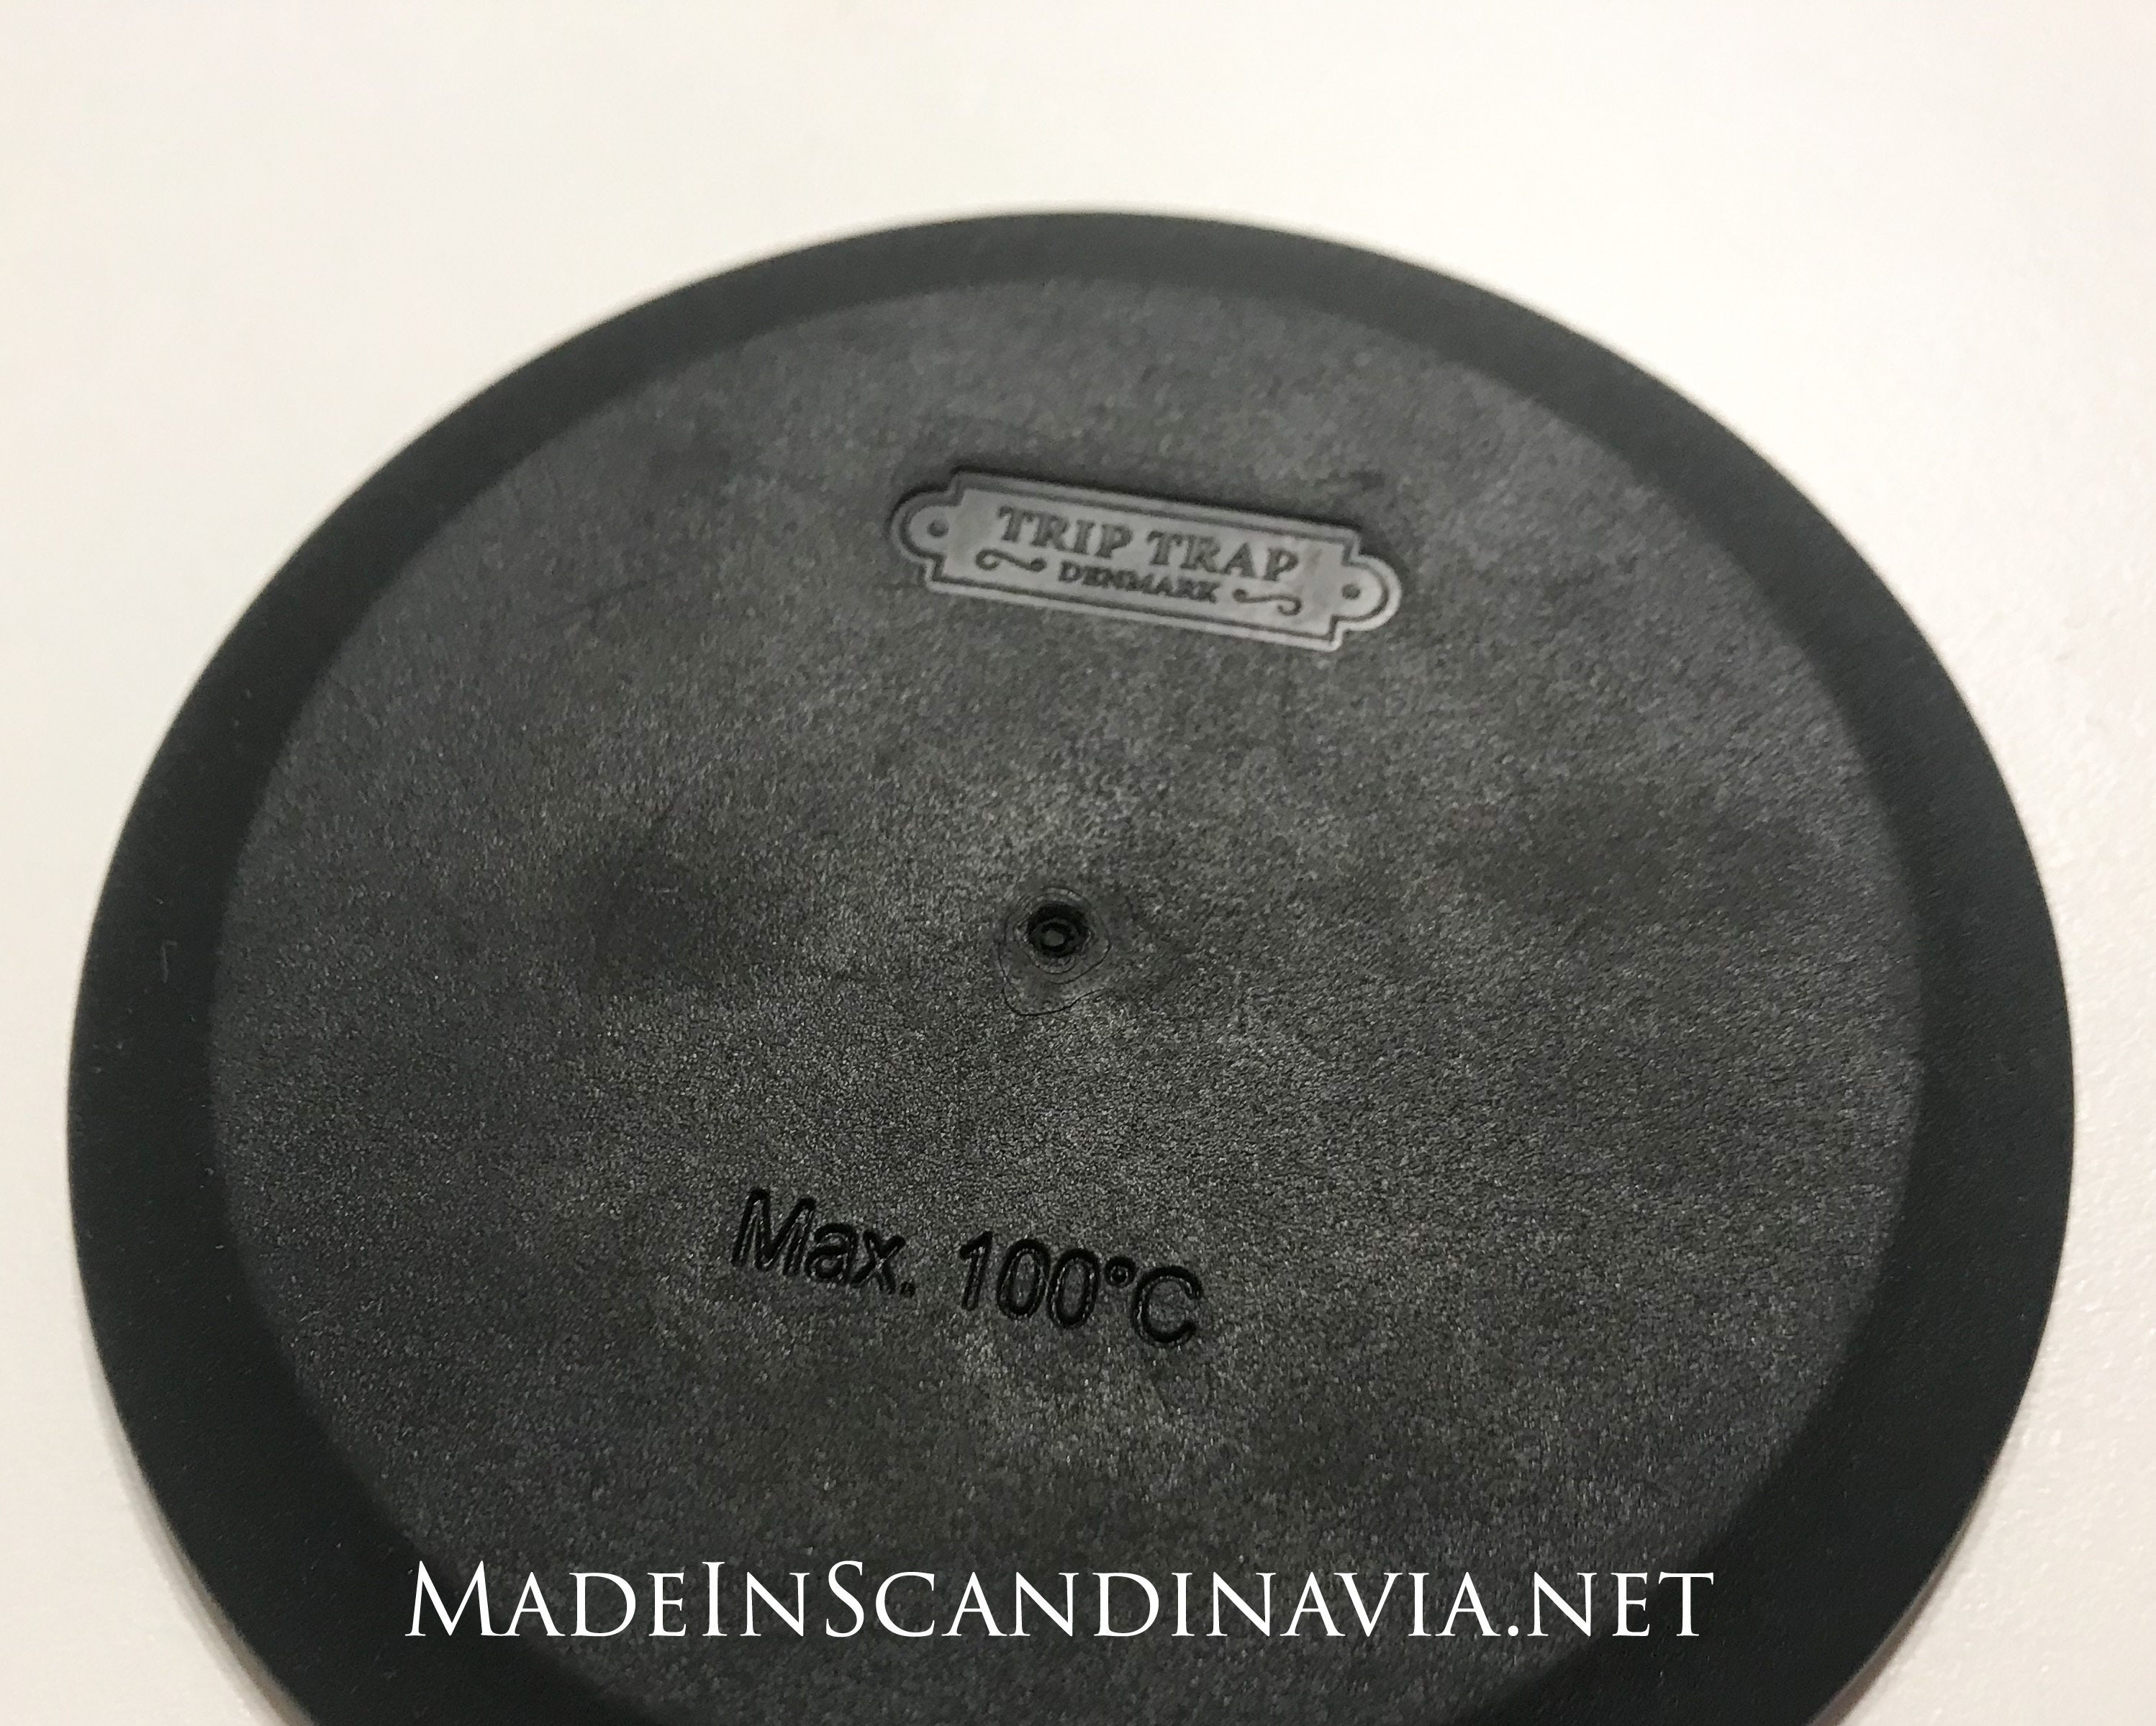 TRIP TRAP
DENMARK
Max. 100°C
MADEINSCANDINAVIA.NET